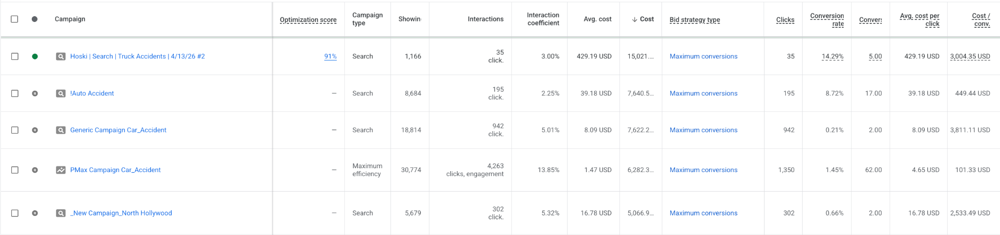 Campaign Optimization score Campaign type Showin Interactions Interaction coefficient Avg. cost ↓ Cost Bid strategy type Clicks Conversion rate Convers Avg. cost per click Cost / conv.
Hoski | Search | Truck Accidents | 4/13/26 #2 91% Search 1,166 35 click. 3.00% 429.19 USD 15,021.... Maximum conversions 35 14.29% 5.00 429.19 USD 3,004.35 USD
!Auto Accident — Search 8,684 195 click. 2.25% 39.18 USD 7,640.5... Maximum conversions 195 8.72% 17.00 39.18 USD 449.44 USD
Generic Campaign Car_Accident — Search 18,814 942 click. 5.01% 8.09 USD 7,622.2... Maximum conversions 942 0.21% 2.00 8.09 USD 3,811.11 USD
PMax Campaign Car_Accident — Maximum efficiency 30,774 4,263 clicks, engagement 13.85% 1.47 USD 6,282.3... Maximum conversions 1,350 1.45% 62.00 4.65 USD 101.33 USD
_New Campaign_North Hollywood — Search 5,679 302 click. 5.32% 16.78 USD 5,066.9... Maximum conversions 302 0.66% 2.00 16.78 USD 2,533.49 USD